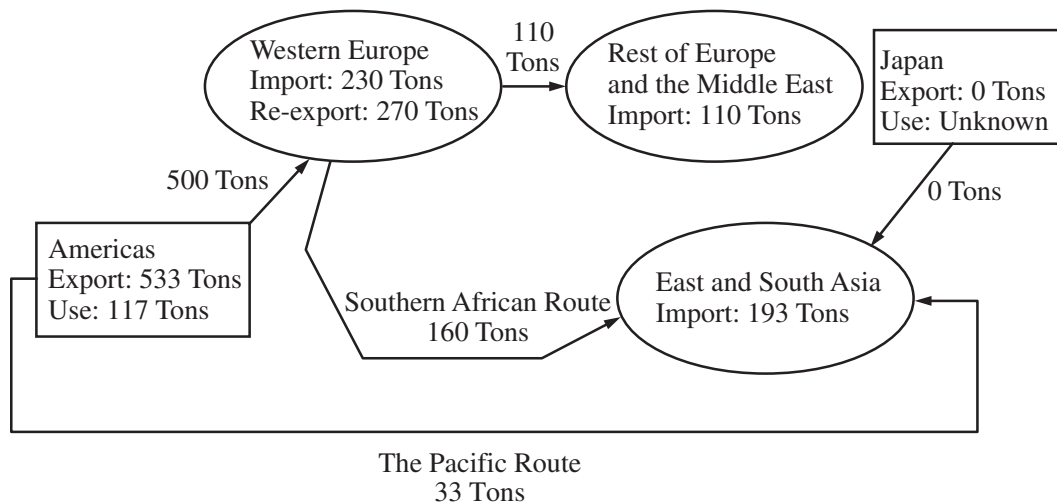 Western Europe
Import: 230 Tons
Re-export: 270 Tons
110
Tons
Rest of Europe
and the Middle East
Import: 110 Tons
Japan
Export: 0 Tons
Use: Unknown
500 Tons
0 Tons
Americas
Export: 533 Tons
Use: 117 Tons
Southern African Route
160 Tons
East and South Asia
Import: 193 Tons
The Pacific Route
33 Tons